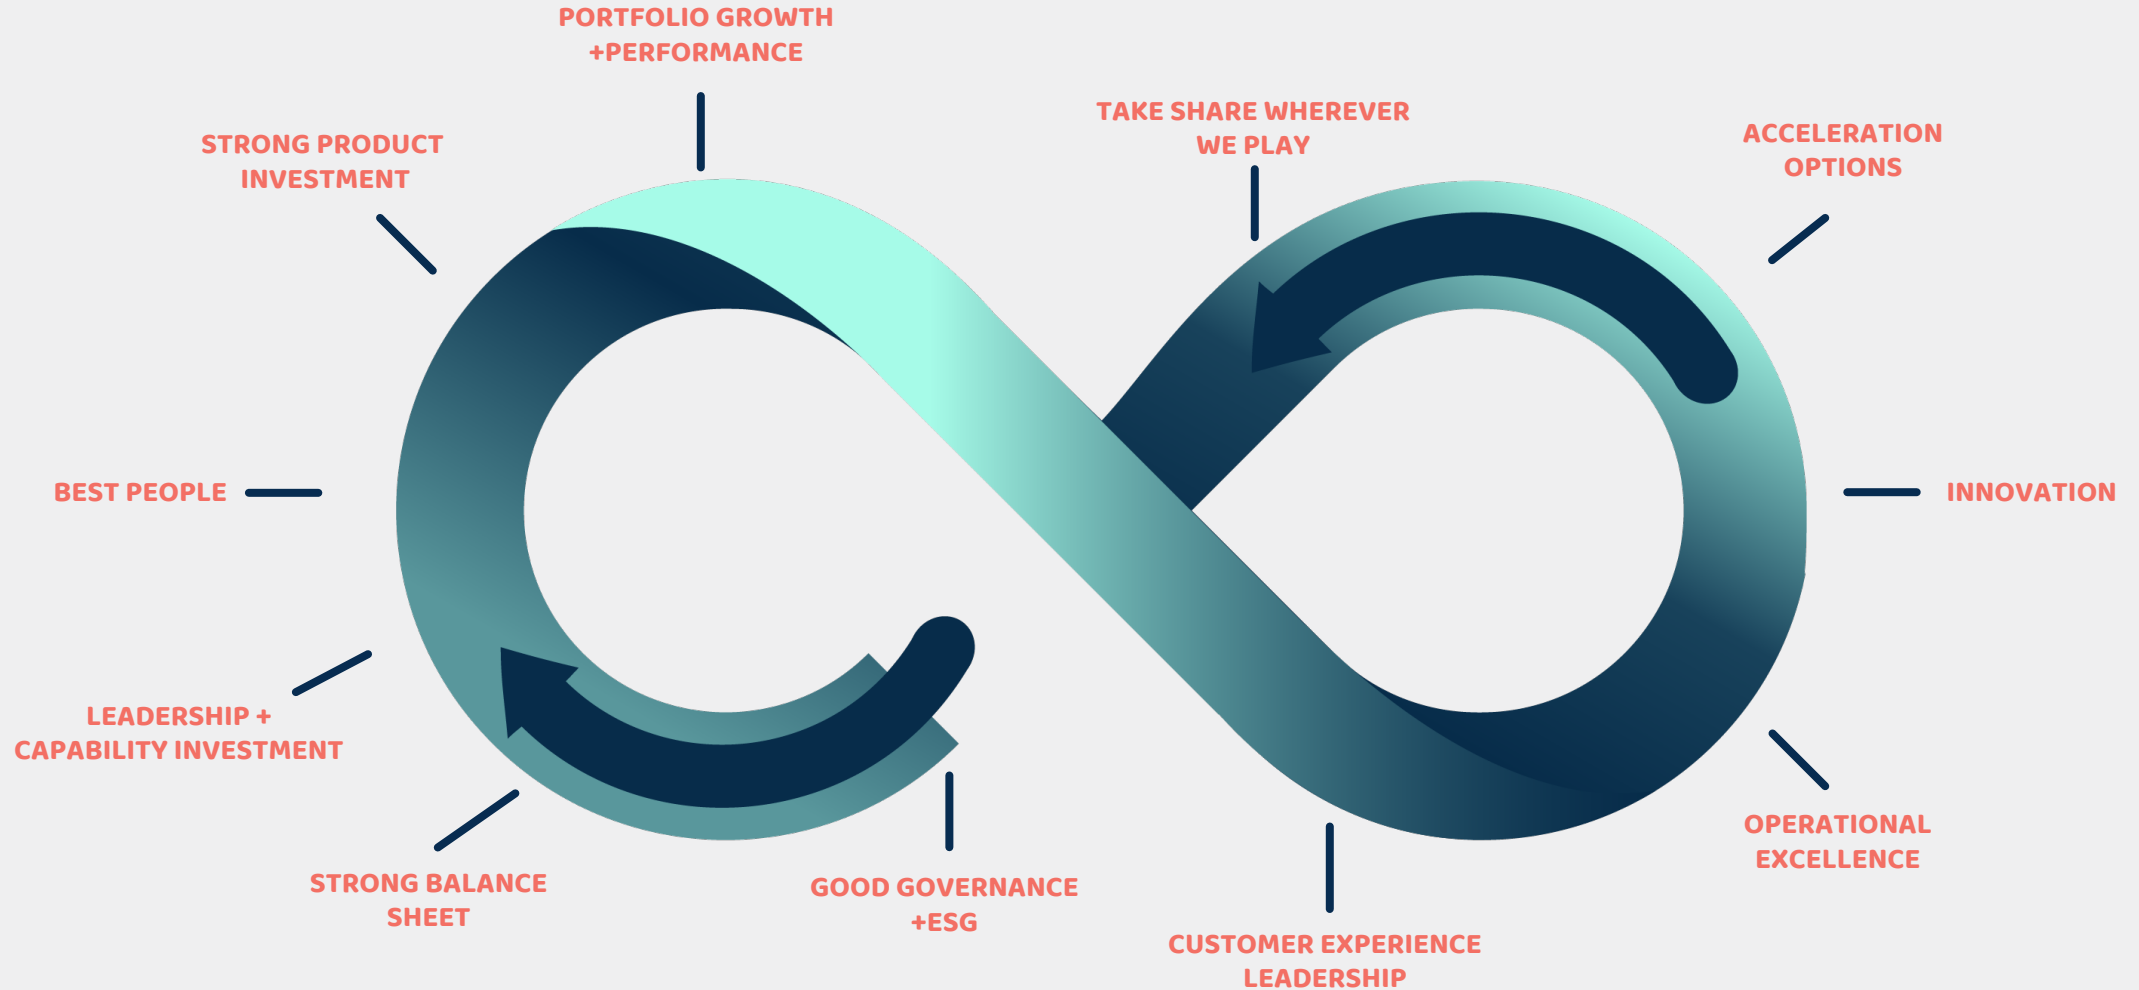 PORTFOLIO GROWTH
+PERFORMANCE
TAKE SHARE WHEREVER
WE PLAY
ACCELERATION
OPTIONS
STRONG PRODUCT
INVESTMENT
BEST PEOPLE
INNOVATION
LEADERSHIP +
CAPABILITY INVESTMENT
OPERATIONAL
EXCELLENCE
STRONG BALANCE
SHEET
GOOD GOVERNANCE
+ESG
CUSTOMER EXPERIENCE
LEADERSHIP